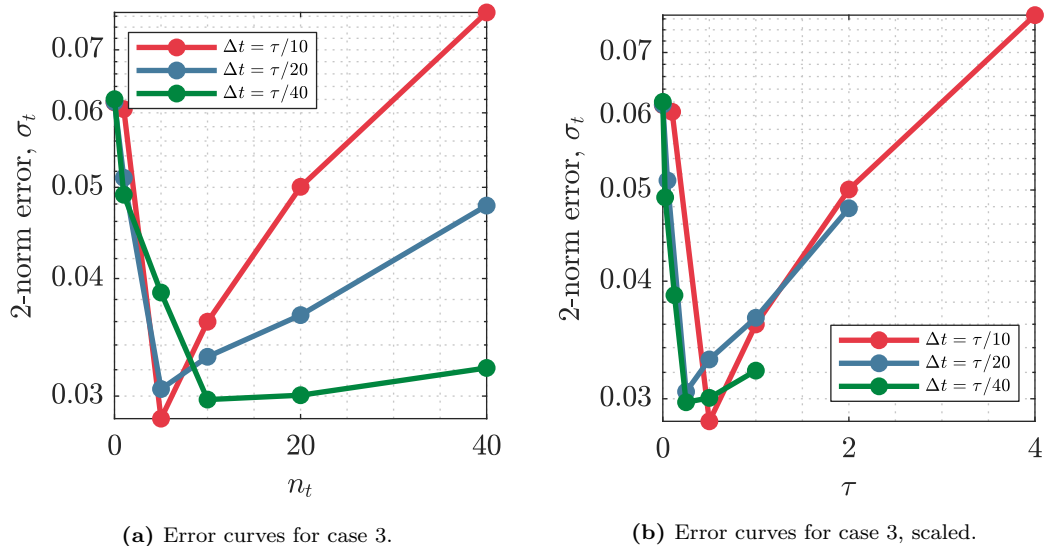 0.07
0.06
0.05
0.04
0.03
2-norm error, σt
Δt = τ/10
Δt = τ/20
Δt = τ/40
0
20
40
nt
(a) Error curves for case 3.
0.07
0.06
0.05
0.04
0.03
2-norm error, σt
Δt = τ/10
Δt = τ/20
Δt = τ/40
0
2
4
τ
(b) Error curves for case 3, scaled.